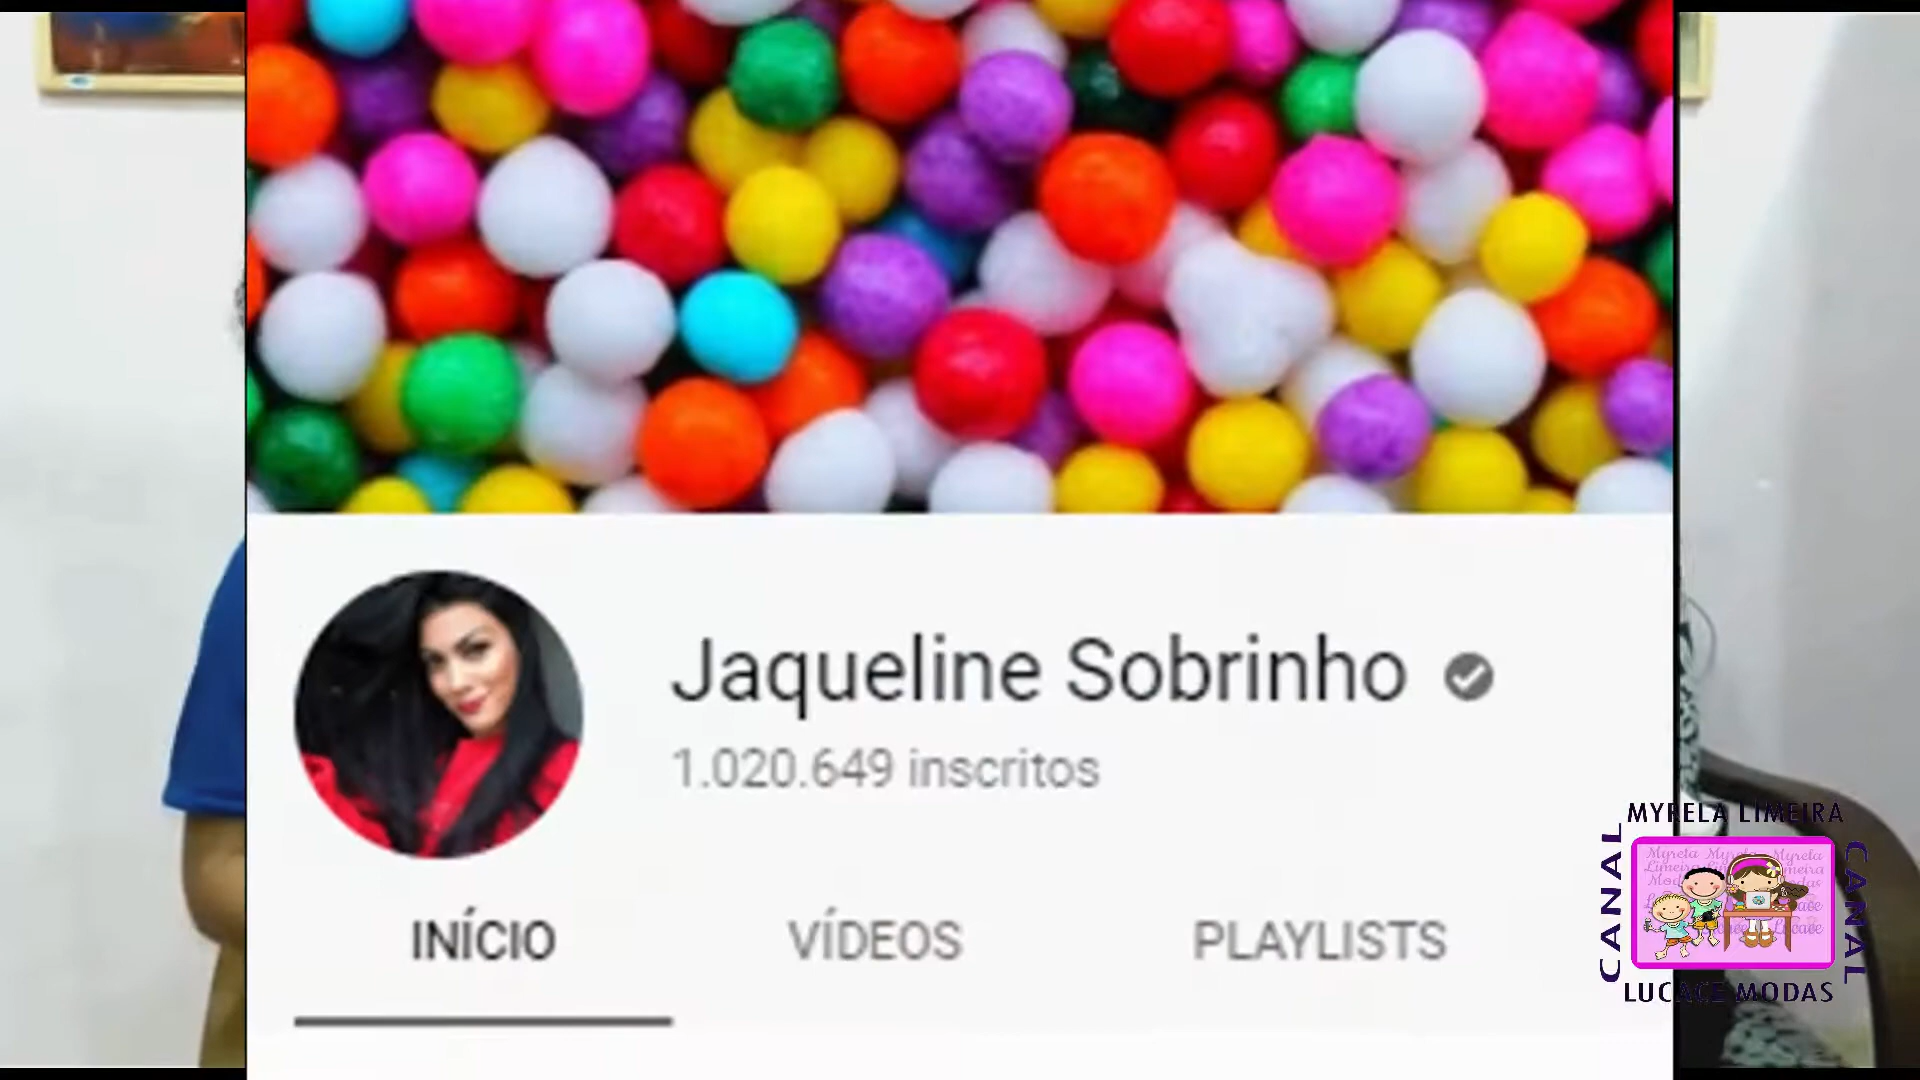 Jaqueline Sobrinho
1.020.649 inscritos
INÍCIO VÍDEOS PLAYLISTS
MYRELA LIMEIRA
CANAL
CANAL
LUCACE MODAS